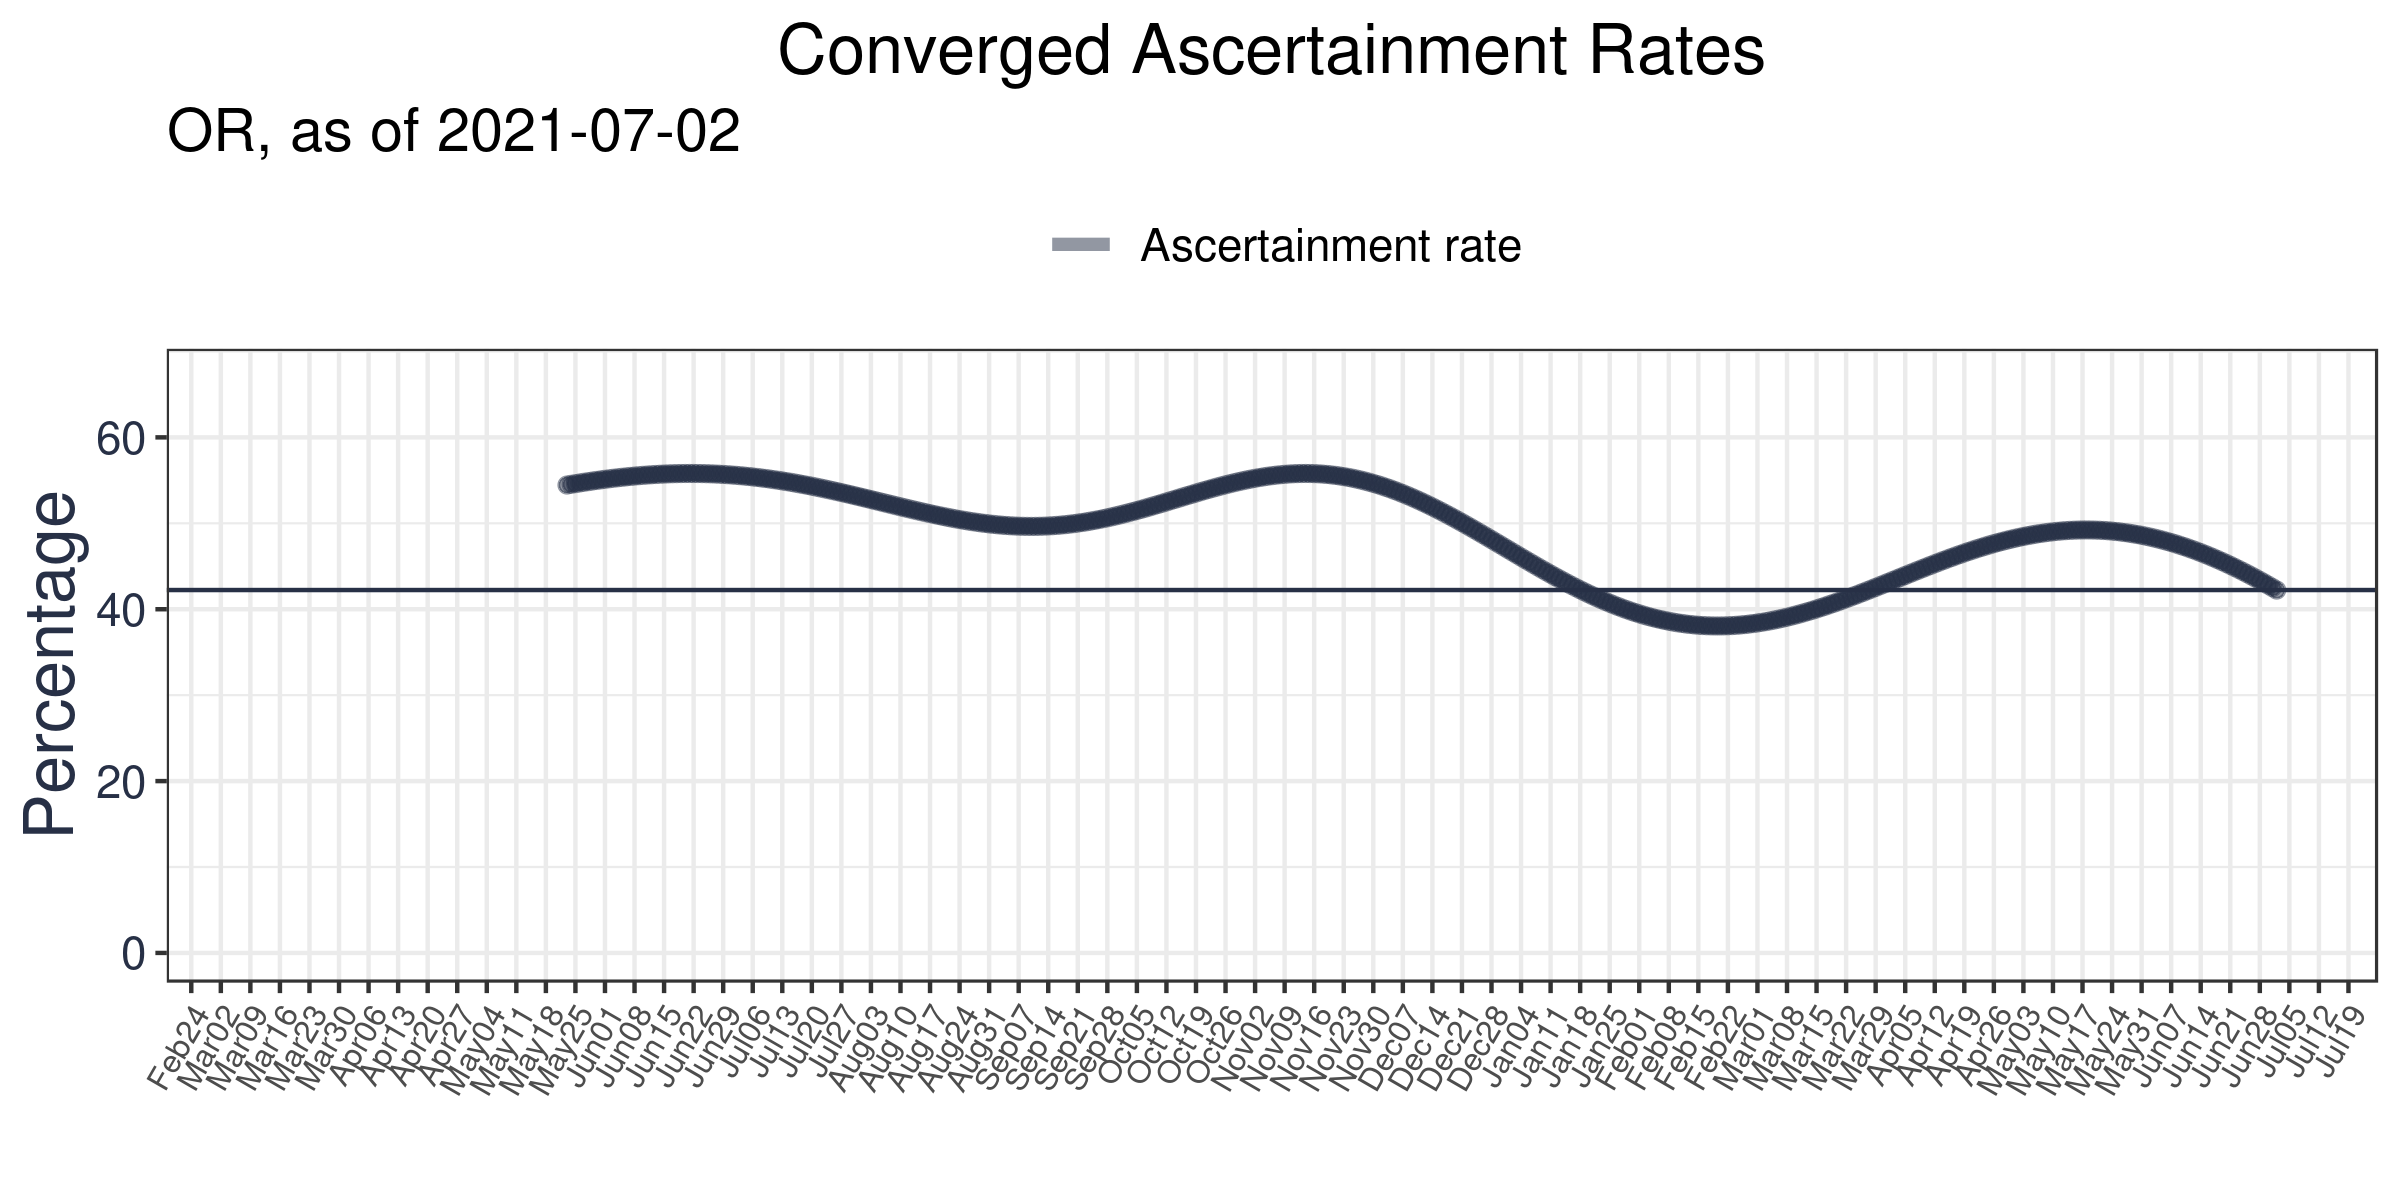 Converged Ascertainment Rates
OR, as of 2021-07-02
Ascertainment rate
Percentage
60
40
20
0
Feb24 Mar02 Mar09 Mar16 Mar23 Mar30 Apr06 Apr13 Apr20 Apr27 May04 May11 May18 May25 Jun01 Jun08 Jun15 Jun22 Jun29 Jul06 Jul13 Jul20 Jul27 Aug03 Aug10 Aug17 Aug24 Aug31 Sep07 Sep14 Sep21 Sep28 Oct05 Oct12 Oct19 Oct26 Nov02 Nov09 Nov16 Nov23 Nov30 Dec07 Dec14 Dec21 Dec28 Jan04 Jan11 Jan18 Jan25 Feb01 Feb08 Feb15 Feb22 Mar01 Mar08 Mar15 Mar22 Mar29 Apr05 Apr12 Apr19 Apr26 May03 May10 May17 May24 May31 Jun07 Jun14 Jun21 Jun28 Jul05 Jul12 Jul19